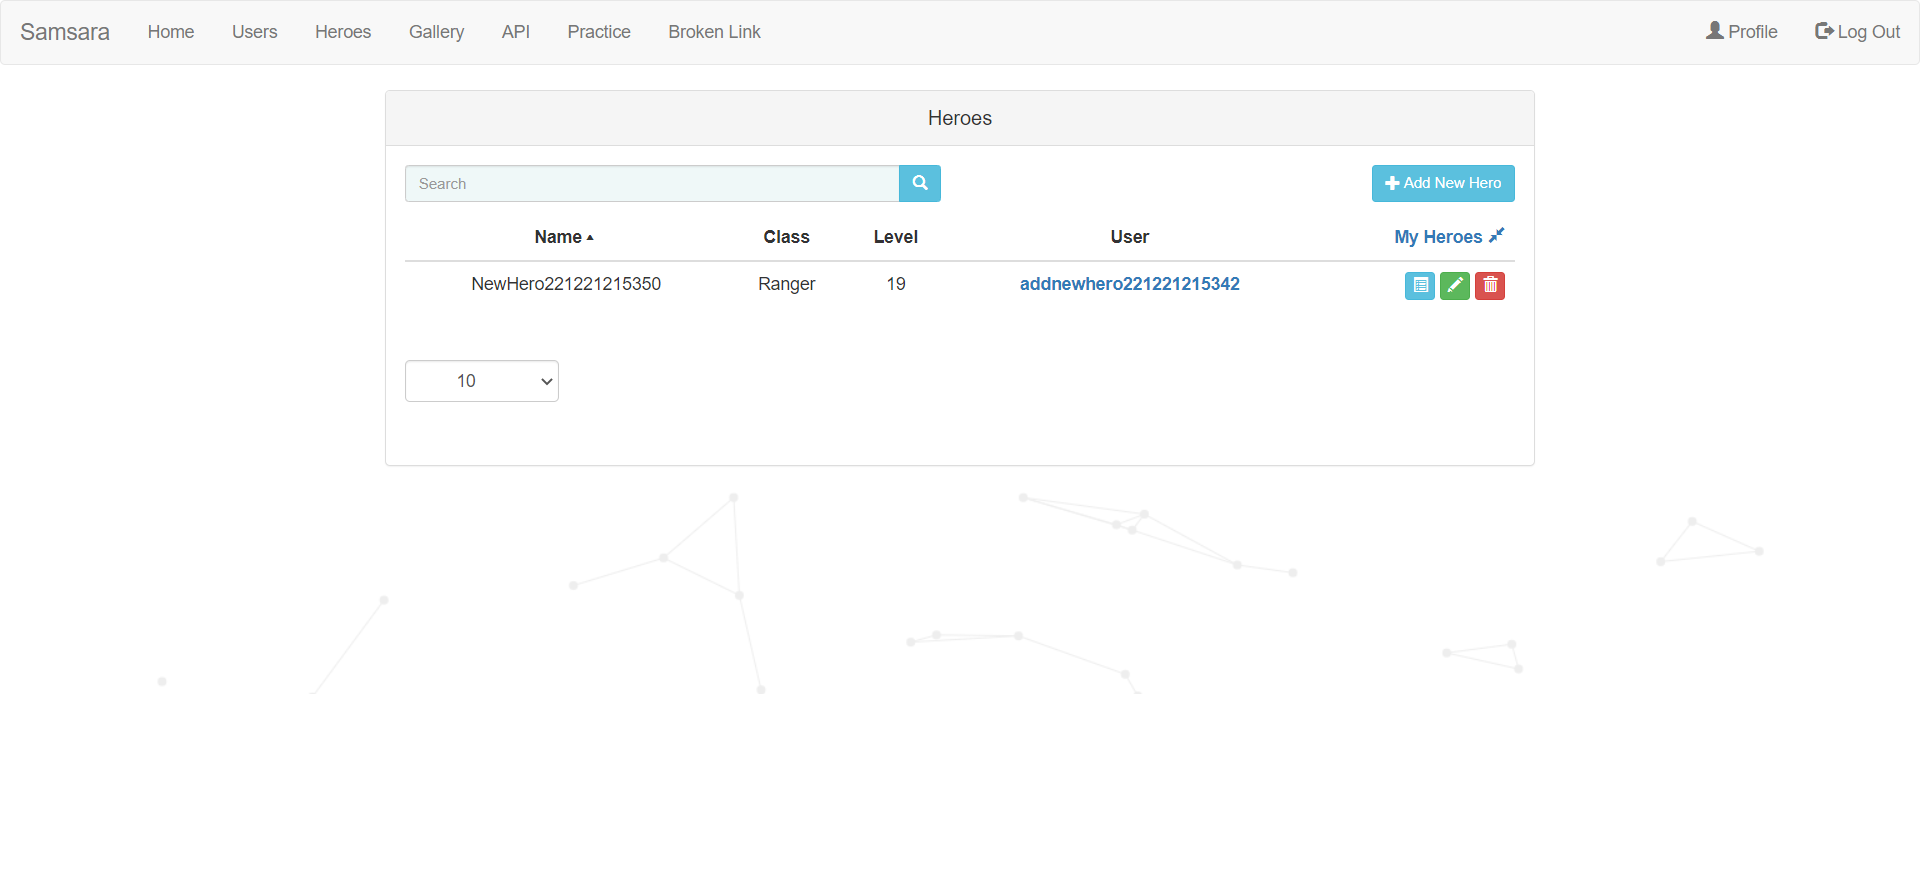 Samsara Home Users Heroes Gallery API Practice Broken Link Profile Log Out
Heroes
Search Add New Hero
Name Class Level User My Heroes
NewHero221221215350 Ranger 19 addnewhero221221215342
10